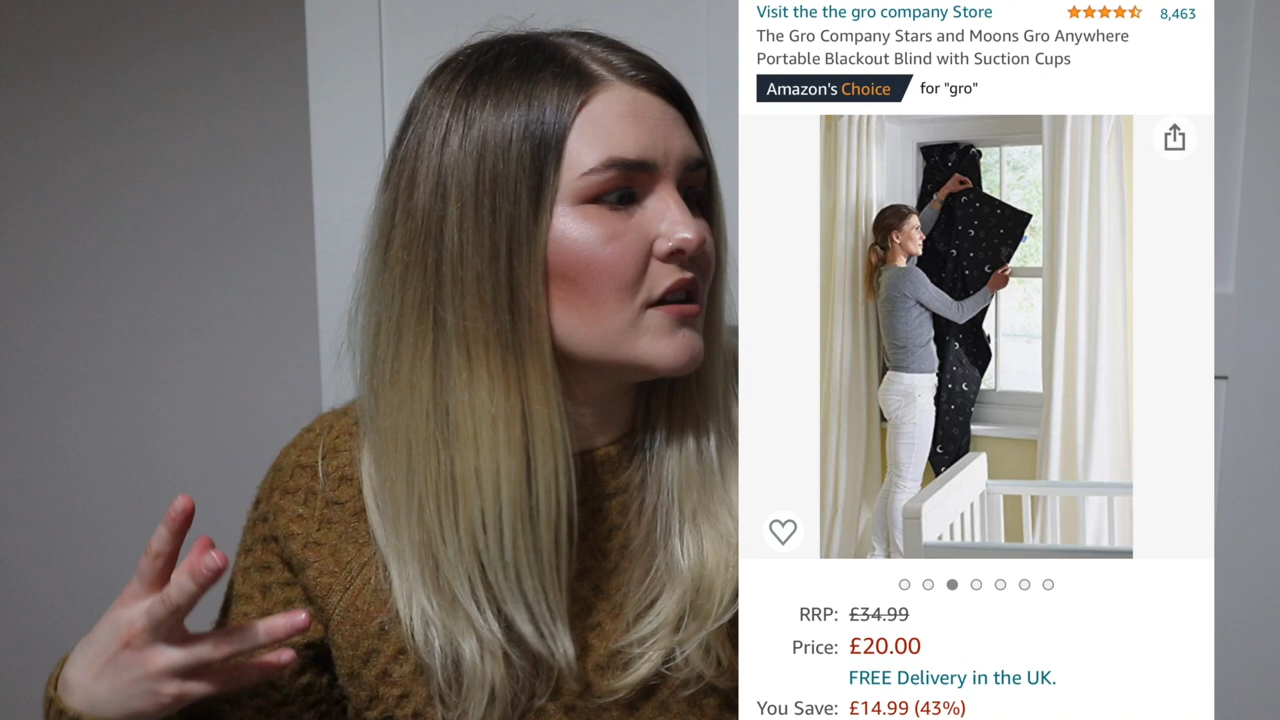 Visit the the gro company Store
8,463
The Gro Company Stars and Moons Gro Anywhere
Portable Blackout Blind with Suction Cups
Amazon's Choice for "gro"
RRP: £34.99
Price: £20.00
FREE Delivery in the UK.
You Save: £14.99 (43%)